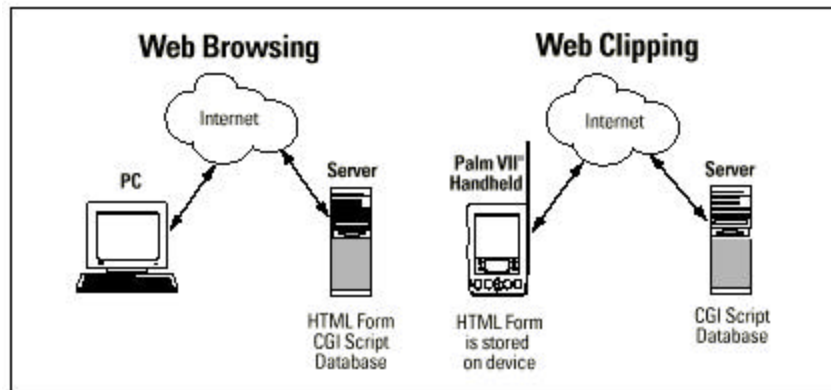 Web Browsing
Internet
PC
Server
HTML Form
CGI Script
Database
Web Clipping
Internet
Palm VII™
Handheld
Server
HTML Form
is stored
on device
CGI Script
Database